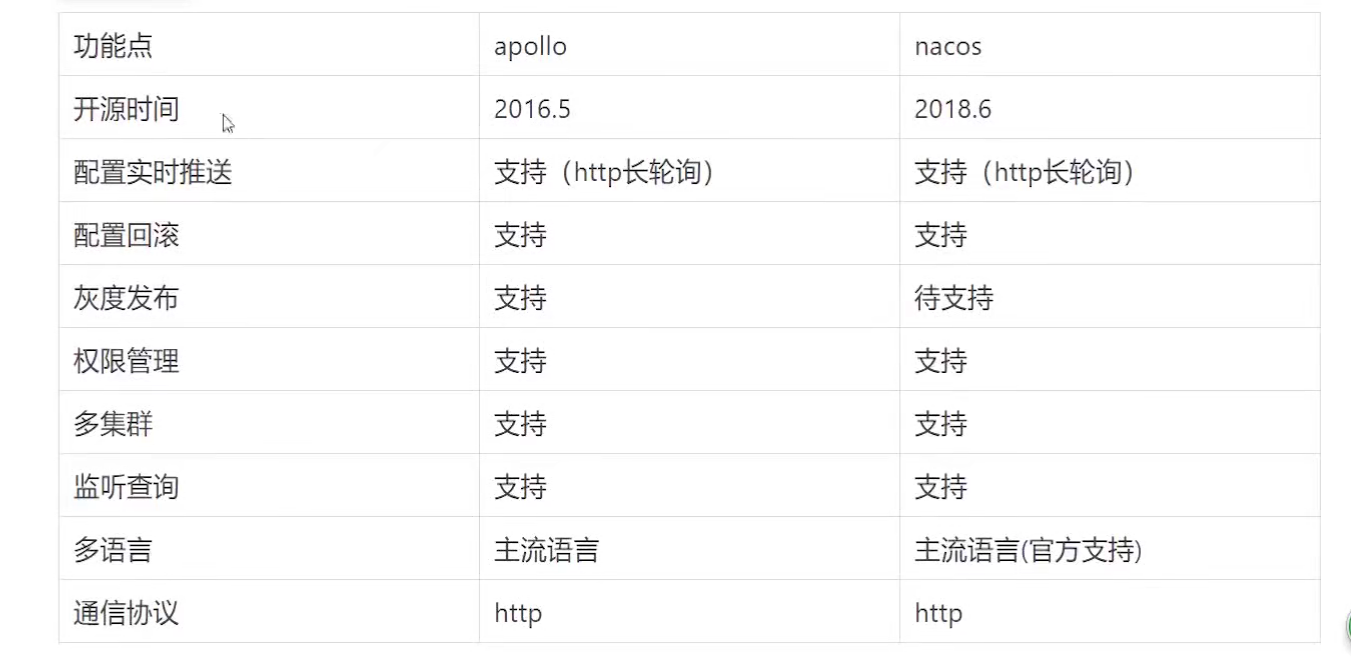 功能点 apollo nacos
开源时间 2016.5 2018.6
配置实时推送 支持（http长轮询） 支持（http长轮询）
配置回滚 支持 支持
灰度发布 支持 待支持
权限管理 支持 支持
多集群 支持 支持
监听查询 支持 支持
多语言 主流语言 主流语言(官方支持)
通信协议 http http